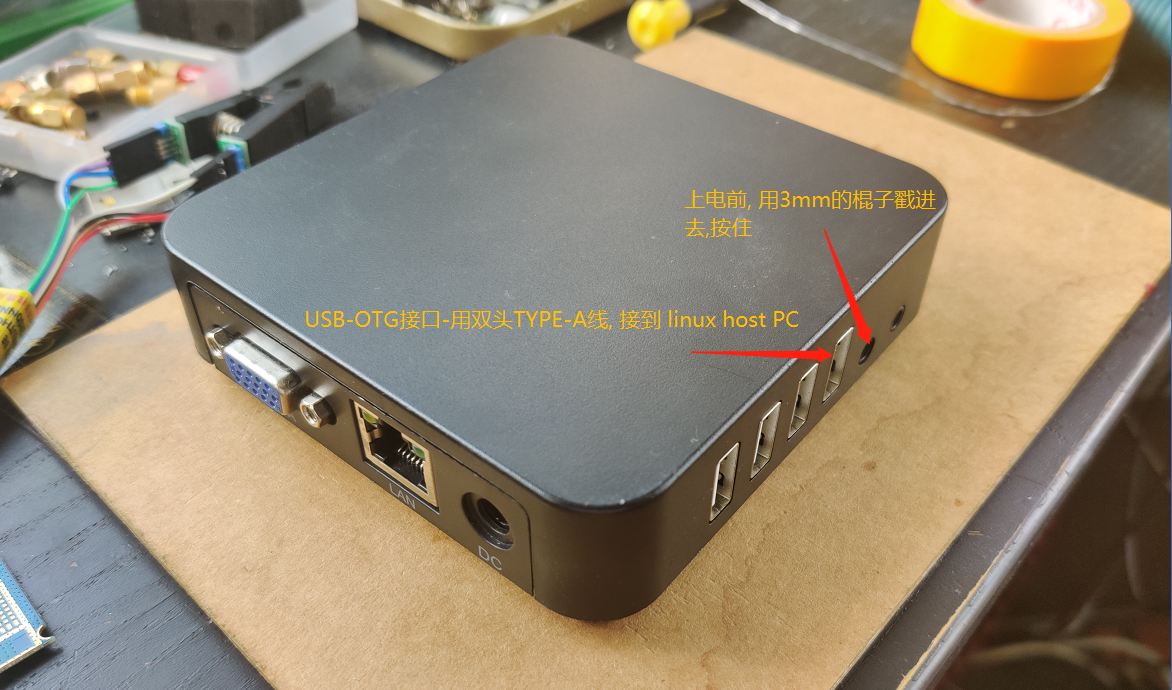 上电前, 用3mm的棍子戳进
去,按住
USB-OTG接口-用双头TYPE-A线, 接到 linux host PC
LAN
DC